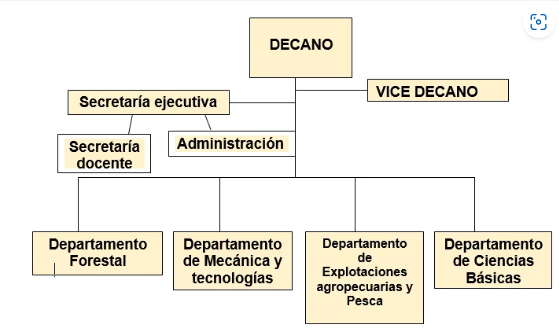 DECANO
VICE DECANO
Secretaría ejecutiva
Secretaría
docente
Administración
Departamento
Forestal
Departamento
de Mecánica y
tecnologías
Departamento
de
Explotaciones
agropecuarias y
Pesca
Departamento
de Ciencias
Básicas